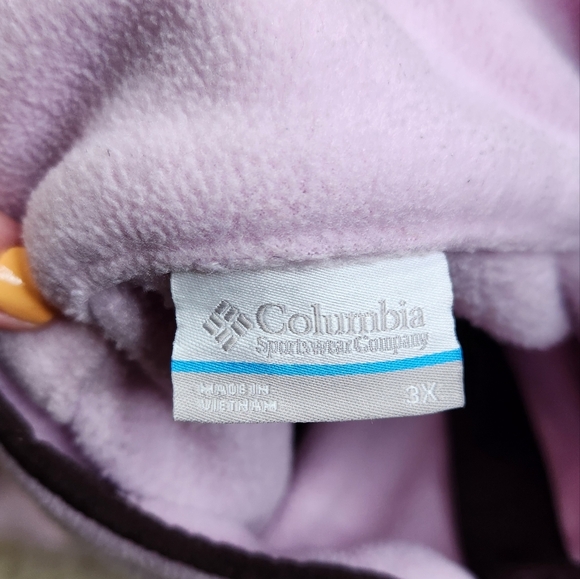 Columbia
Sportswear Company
MADE IN
VIETNAM
3X